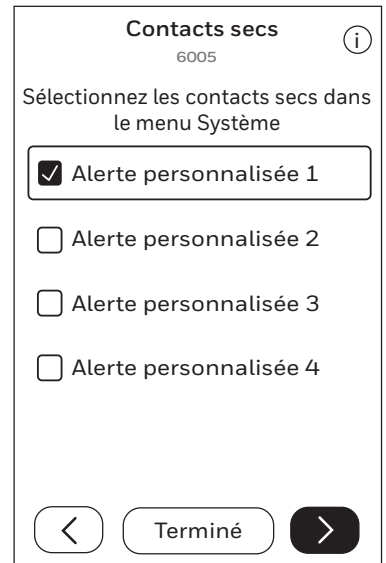 Contacts secs
6005
i
Sélectionnez les contacts secs dans
le menu Système
Alerte personnalisée 1
Alerte personnalisée 2
Alerte personnalisée 3
Alerte personnalisée 4
Terminé